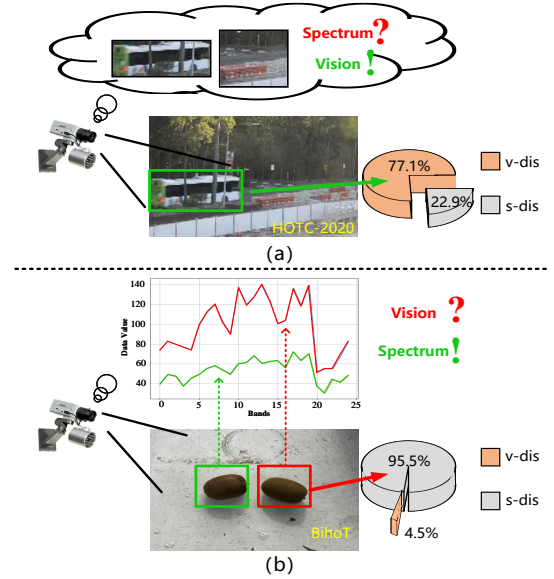 Spectrum?
Vision!
77.1%
22.9%
v-dis
s-dis
HOTC-2020
(a)
140
120
100
80
60
40
Data Value
0
5
10
15
20
25
Bands
Vision ?
Spectrum!
95.5%
4.5%
v-dis
s-dis
BihoT
(b)